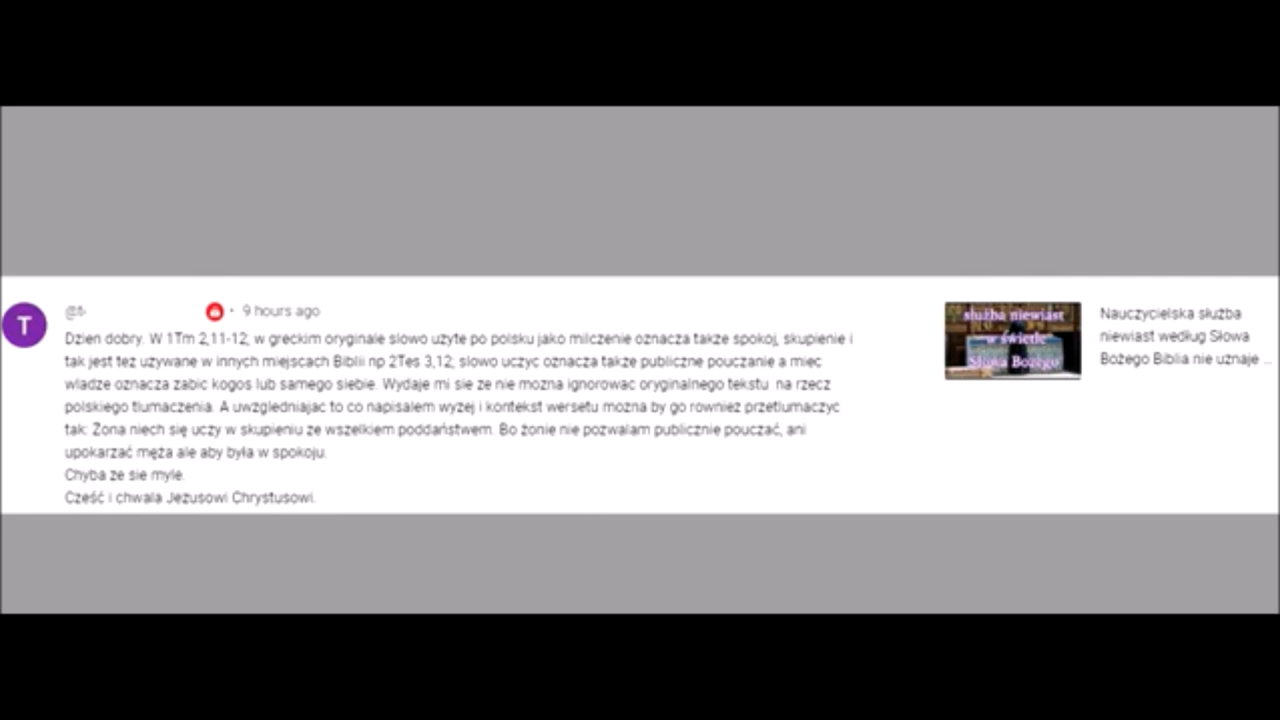 T
9 hours ago
Dzien dobry. W 1Tm 2,11-12; w greckim oryginale slowo użyte po polsku jako milczenie oznacza także spokoj, skupienie i
tak jest też używane w innych miejscach Biblii np 2Tes 3,12; słowo uczyc oznacza także publiczne pouczanie a miec
wladze oznacza zabic kogos lub samego siebie. Wydaje mi sie ze nie mozna ignorowac oryginalnego tekstu na rzecz
polskiego tlumaczenia. A uwzgledniajac to co napisalem wyzej i kontekst wersetu mozna by go rowniez przetlumaczyc
tak: Żona niech się uczy w skupieniu ze wszelkiem poddaństwem. Bo żonie nie pozwalam publicznie pouczać, ani
upokarzać męża ale aby była w spokoju.
Chyba ze sie myle.
Cześć i chwala Jezusowi Chrystusowi.
służba niewiast
w świetle
Słowa Bożego
Nauczycielska służba
niewiast według Słowa
Bożego Biblia nie uznaje ...